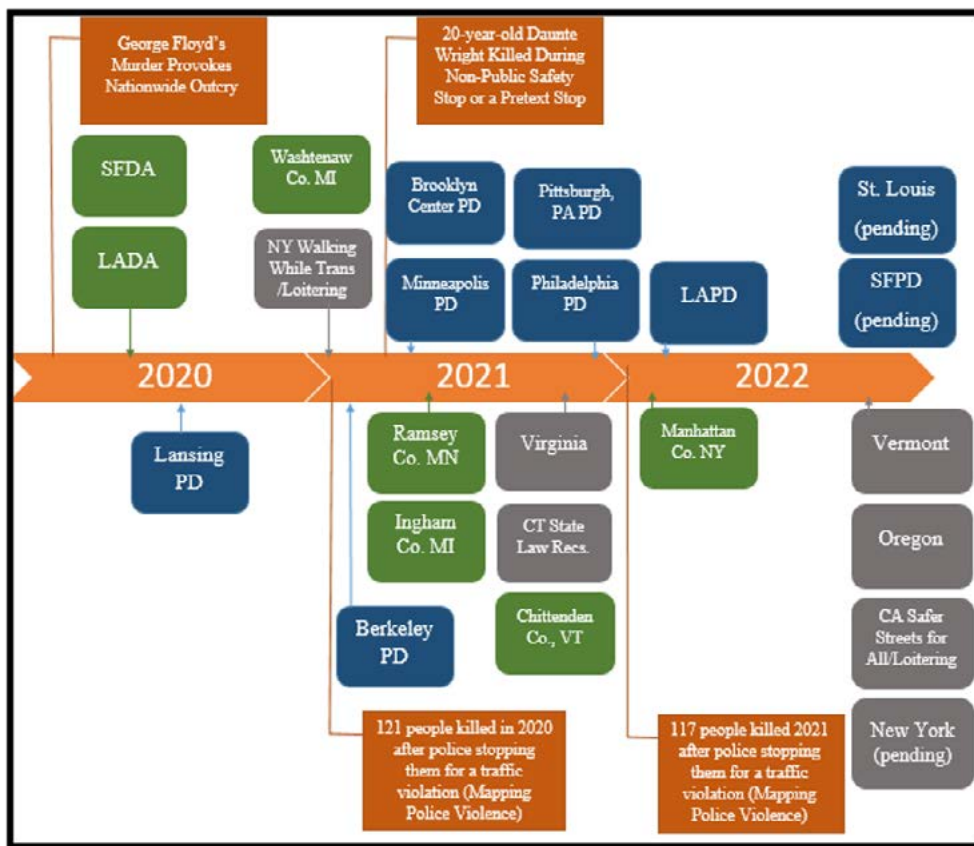 George Floyd's
Murder Provokes
Nationwide Outcry
20-year-old Daunte
Wright Killed During
Non-Public Safety
Stop or a Pretext Stop
SFDA
LADA
Washtenaw
Co. MI
NY Walking
While Trans
/Loitering
Brooklyn
Center PD
Minneapolis
PD
Pittsburgh,
PA PD
Philadelphia
PD
LAPD
St. Louis
(pending)
SFPD
(pending)
2020
2021
2022
Lansing
PD
Berkeley
PD
Ramsey
Co. MN
Ingham
Co. MI
Virginia
CT State
Law Recs.
Chittenden
Co., VT
Manhattan
Co. NY
Vermont
Oregon
CA Safer
Streets for
All/Loitering
New York
(pending)
121 people killed in 2020
after police stopping
them for a traffic
violation (Mapping
Police Violence)
117 people killed 2021
after police stopping
them for a traffic
violation (Mapping
Police Violence)